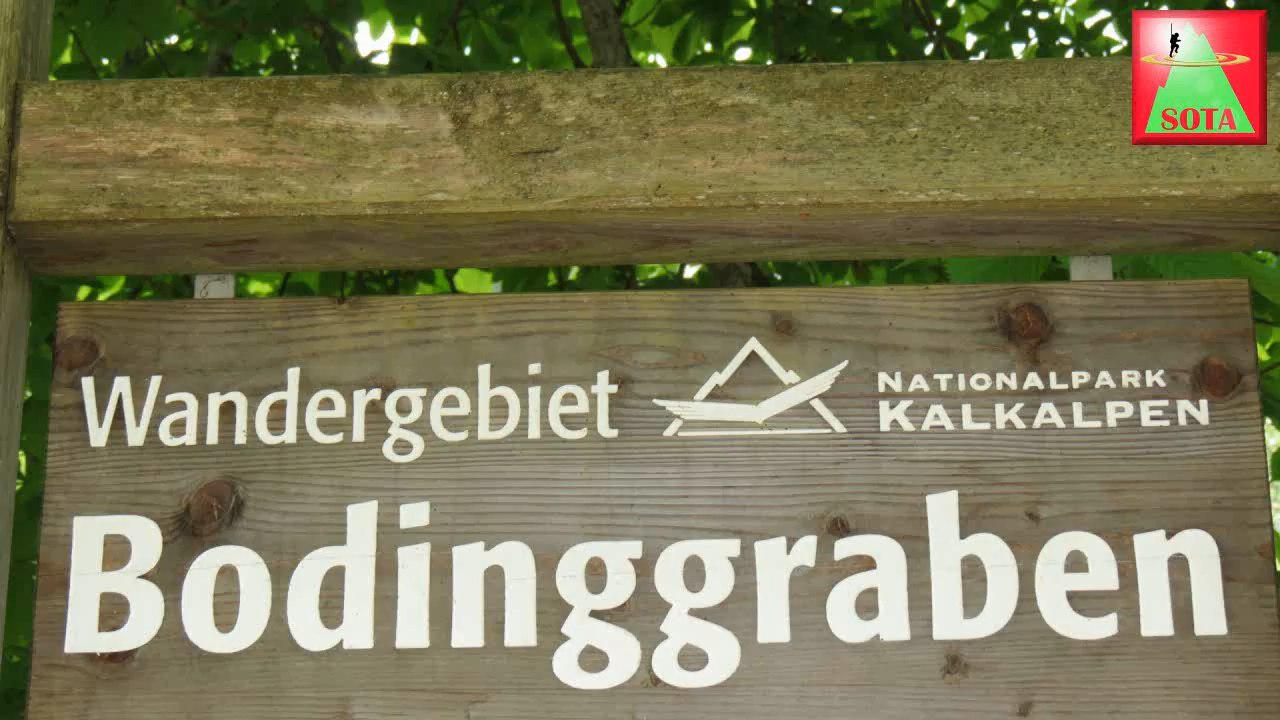 SOTA
Wandergebiet
NATIONALPARK
KALKALPEN
Bodinggraben